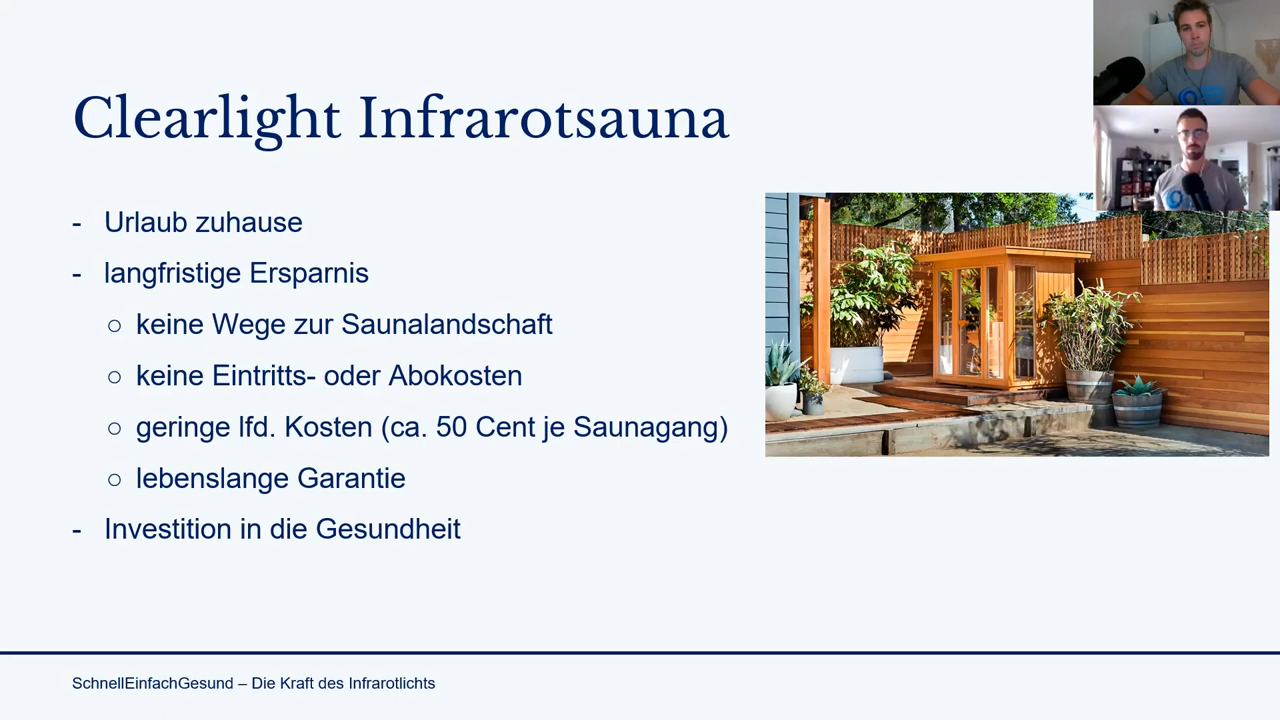 Clearlight Infrarotsauna
- Urlaub zuhause
- langfristige Ersparnis
○ keine Wege zur Saunalandschaft
○ keine Eintritts- oder Abokosten
○ geringe lfd. Kosten (ca. 50 Cent je Saunagang)
○ lebenslange Garantie
- Investition in die Gesundheit
SchnellEinfachGesund – Die Kraft des Infrarotlichts